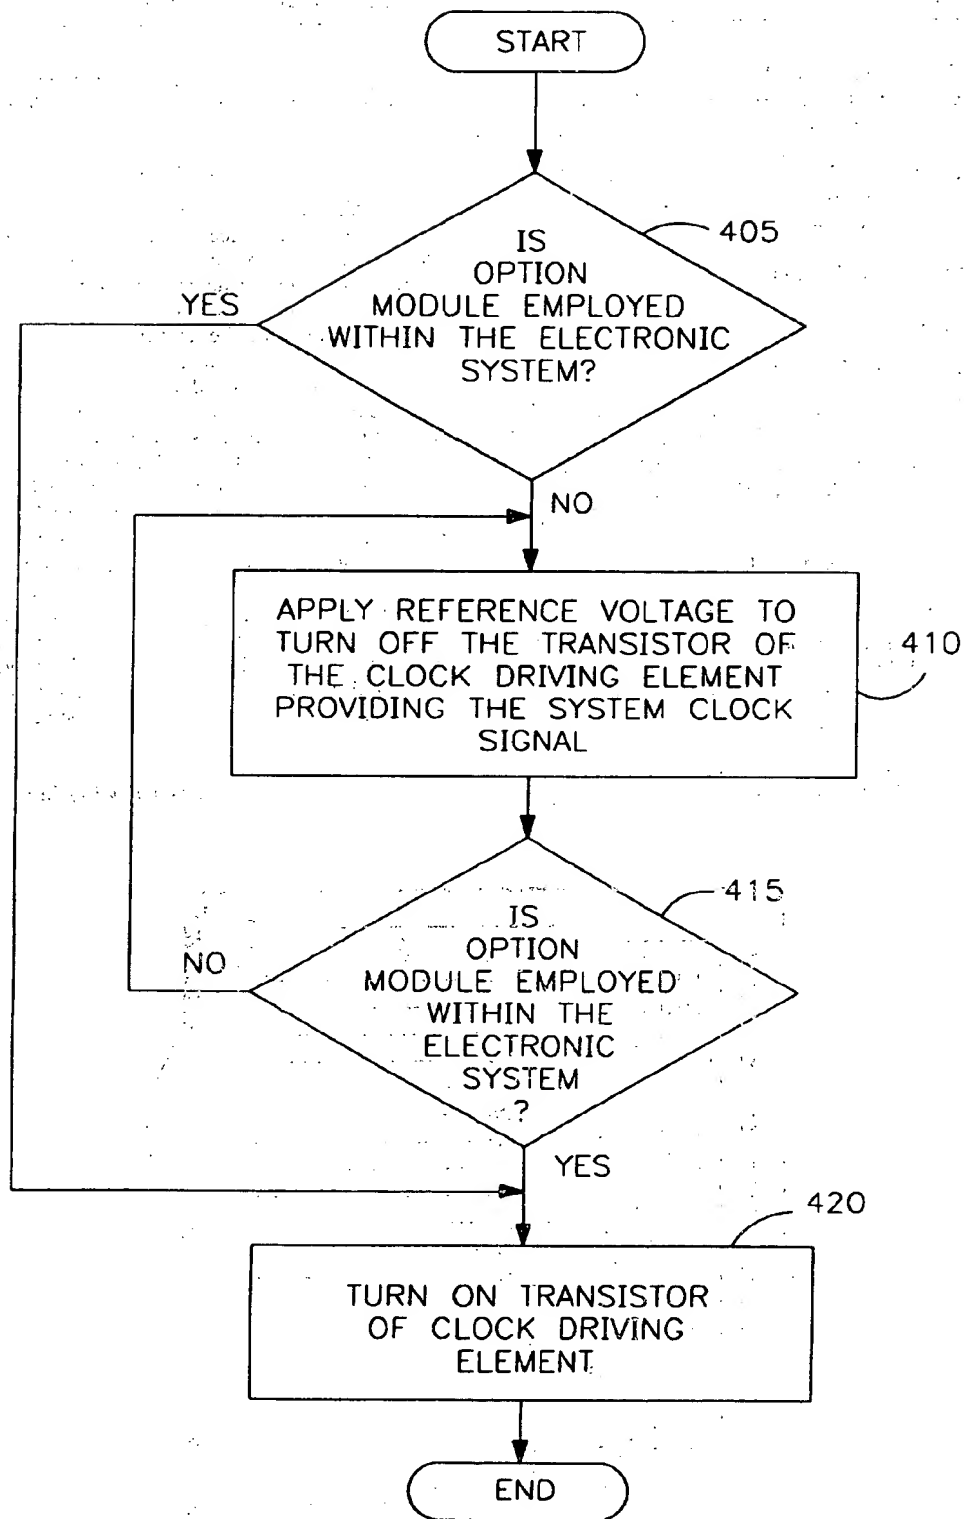 START
405
IS
OPTION
MODULE EMPLOYED
WITHIN THE ELECTRONIC
SYSTEM?
YES
NO
APPLY REFERENCE VOLTAGE TO
TURN OFF THE TRANSISTOR OF
THE CLOCK DRIVING ELEMENT
PROVIDING THE SYSTEM CLOCK
SIGNAL
410
415
IS
OPTION
MODULE EMPLOYED
WITHIN THE
ELECTRONIC
SYSTEM
?
NO
YES
420
TURN ON TRANSISTOR
OF CLOCK DRIVING
ELEMENT
END